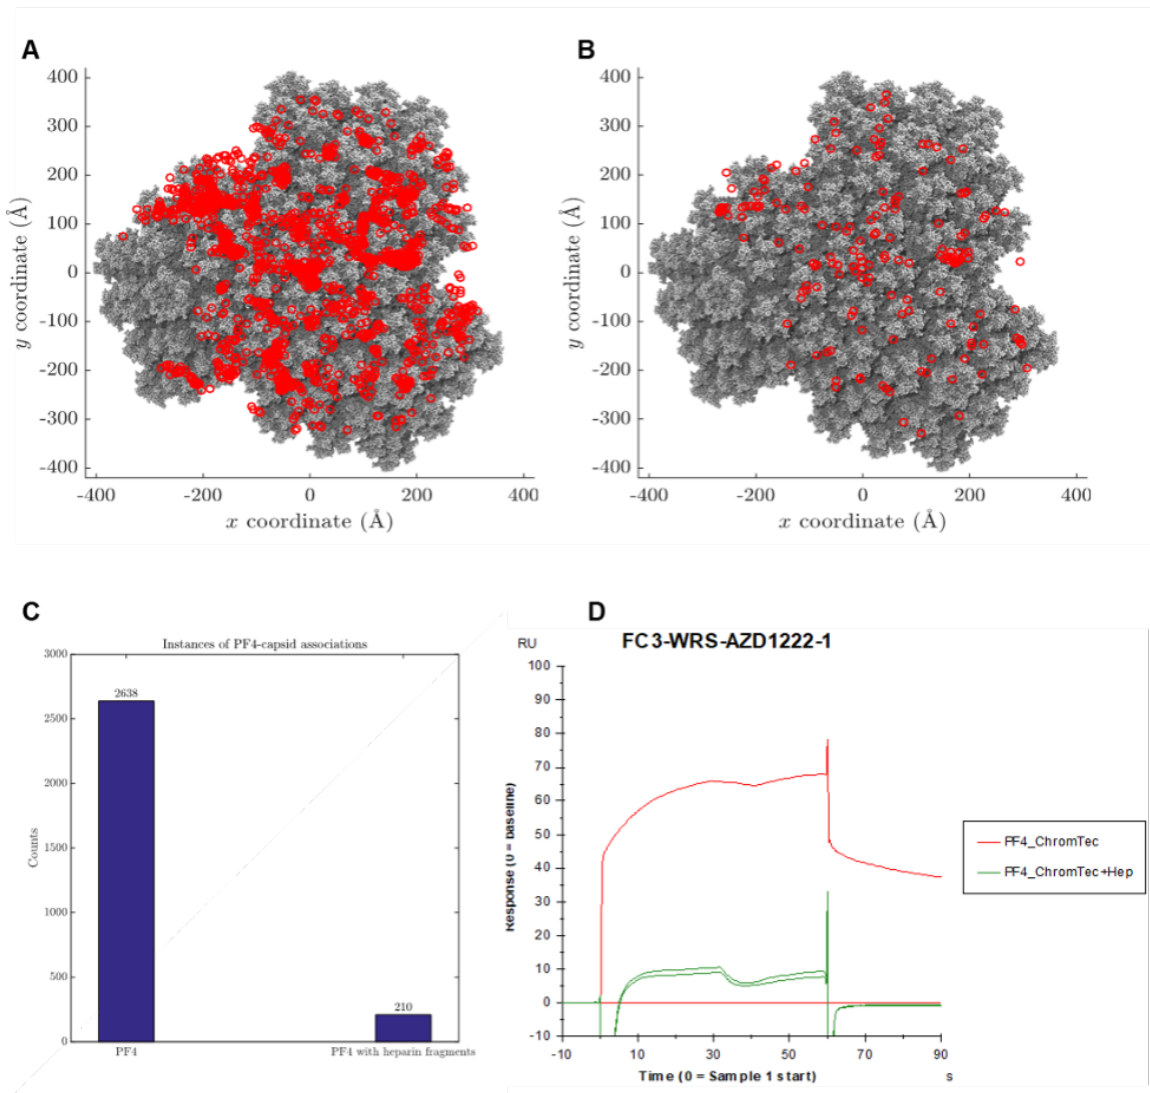 A
B
400
300
200
100
0
-100
-200
-300
-400
y coordinate (Å)
-400
-200
0
200
400
x coordinate (Å)
400
300
200
100
0
-100
-200
-300
-400
y coordinate (Å)
-400
-200
0
200
400
x coordinate (Å)
C
D
Instances of PF4-capsid associations
3000
2500
2000
1500
1000
500
0
Counts
2638
210
PF4
PF4 with heparin fragments
RU
FC3-WRS-AZD1222-1
100
90
80
70
60
50
40
30
20
10
0
-10
Response (0 = baseline)
-10
10
30
50
70
90
Time (0 = Sample 1 start)
s
PF4_ChromTec
PF4_ChromTec+Hep